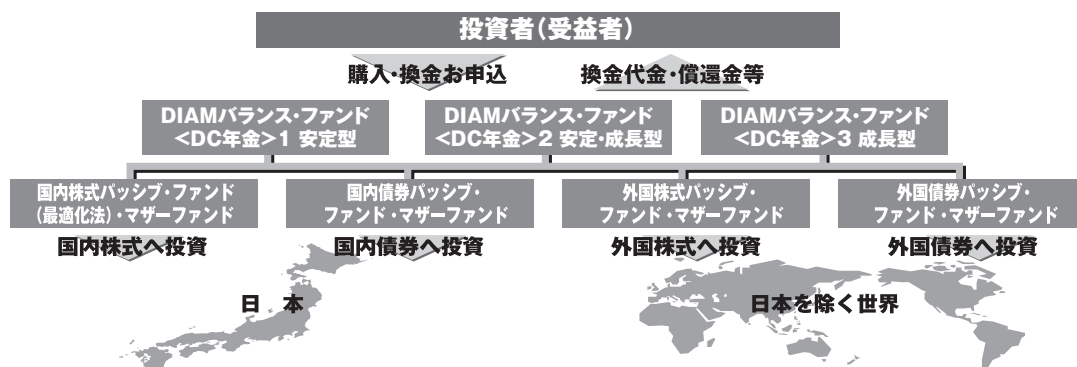 投資者(受益者)
購入・換金お申込
換金代金・償還金等
DIAMバランス・ファンド
<DC年金>1 安定型
DIAMバランス・ファンド
<DC年金>2 安定・成長型
DIAMバランス・ファンド
<DC年金>3 成長型
国内株式パッシブ・ファンド
(最適化法)・マザーファンド
国内債券パッシブ・
ファンド・マザーファンド
外国株式パッシブ・
ファンド・マザーファンド
外国債券パッシブ・
ファンド・マザーファンド
国内株式へ投資
国内債券へ投資
外国株式へ投資
外国債券へ投資
日 本
日本を除く世界